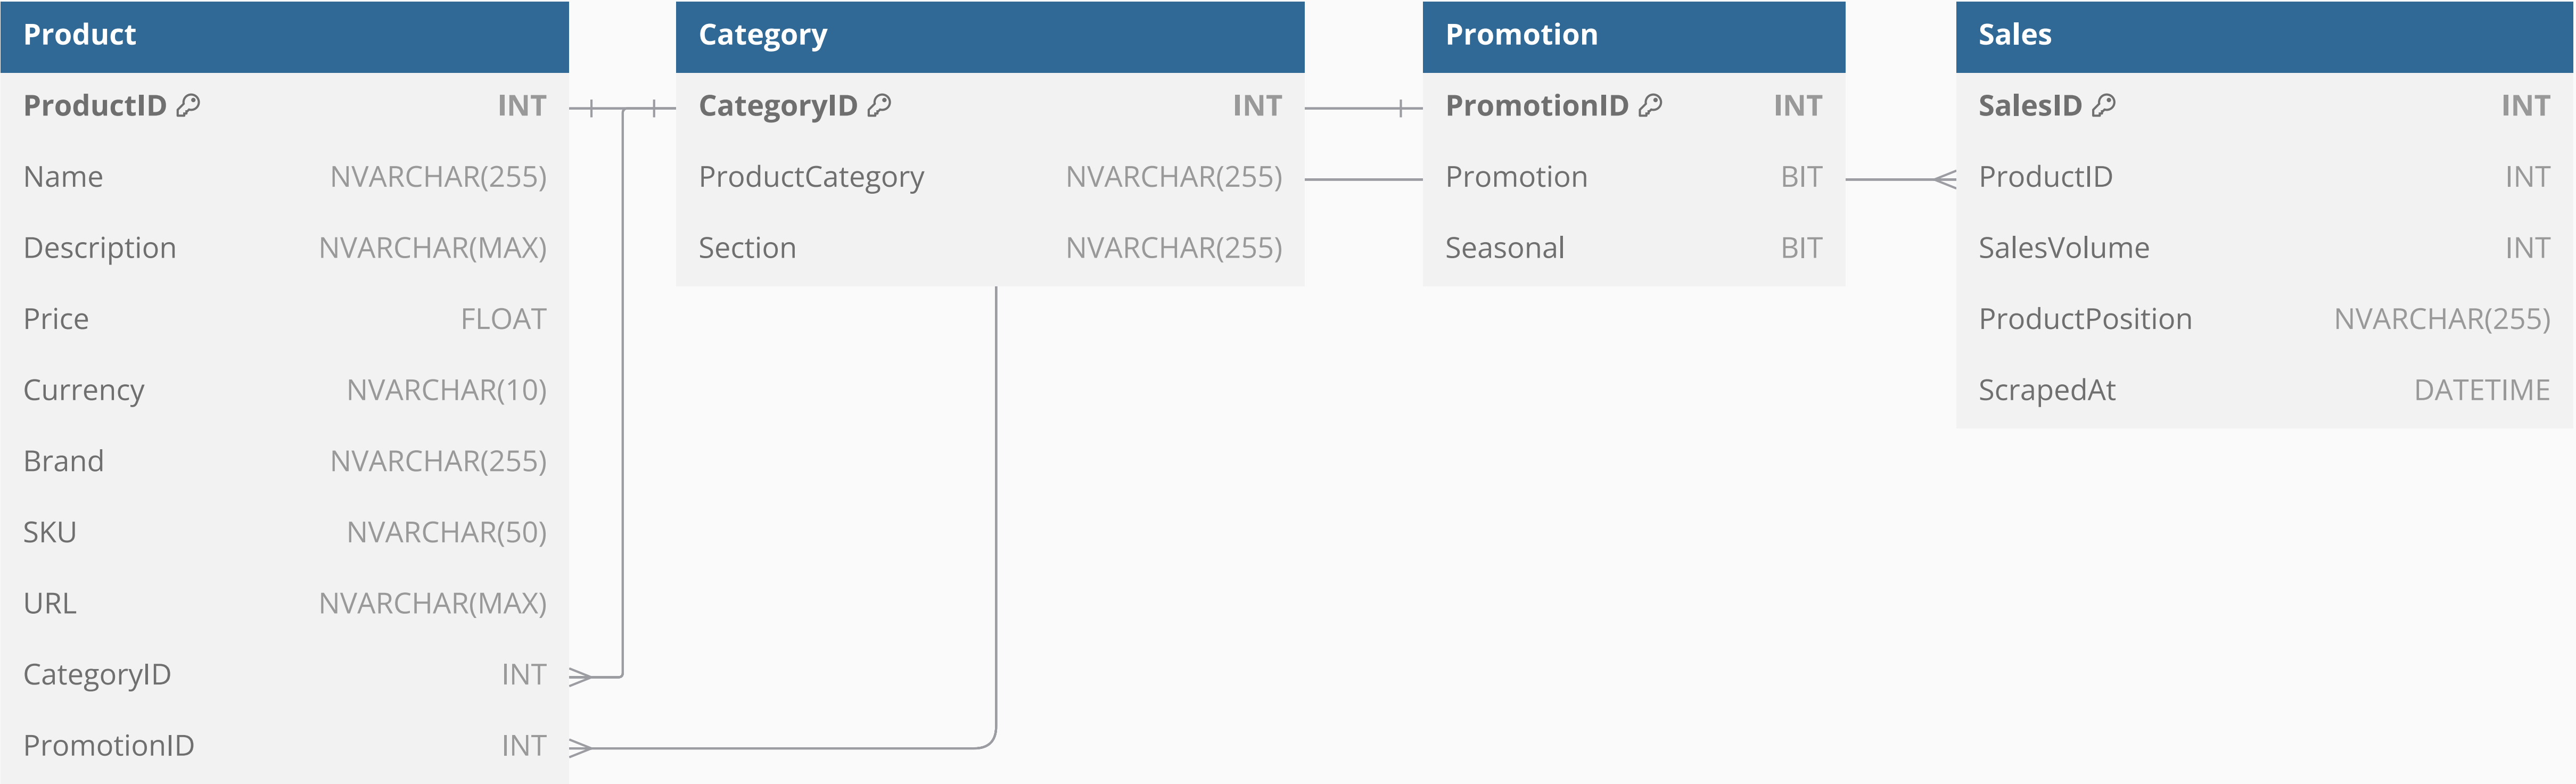 Product
ProductID INT
Name NVARCHAR(255)
Description NVARCHAR(MAX)
Price FLOAT
Currency NVARCHAR(10)
Brand NVARCHAR(255)
SKU NVARCHAR(50)
URL NVARCHAR(MAX)
CategoryID INT
PromotionID INT
Category
CategoryID INT
ProductCategory NVARCHAR(255)
Section NVARCHAR(255)
Promotion
PromotionID INT
Promotion BIT
Seasonal BIT
Sales
SalesID INT
ProductID INT
SalesVolume INT
ProductPosition NVARCHAR(255)
ScrapedAt DATETIME